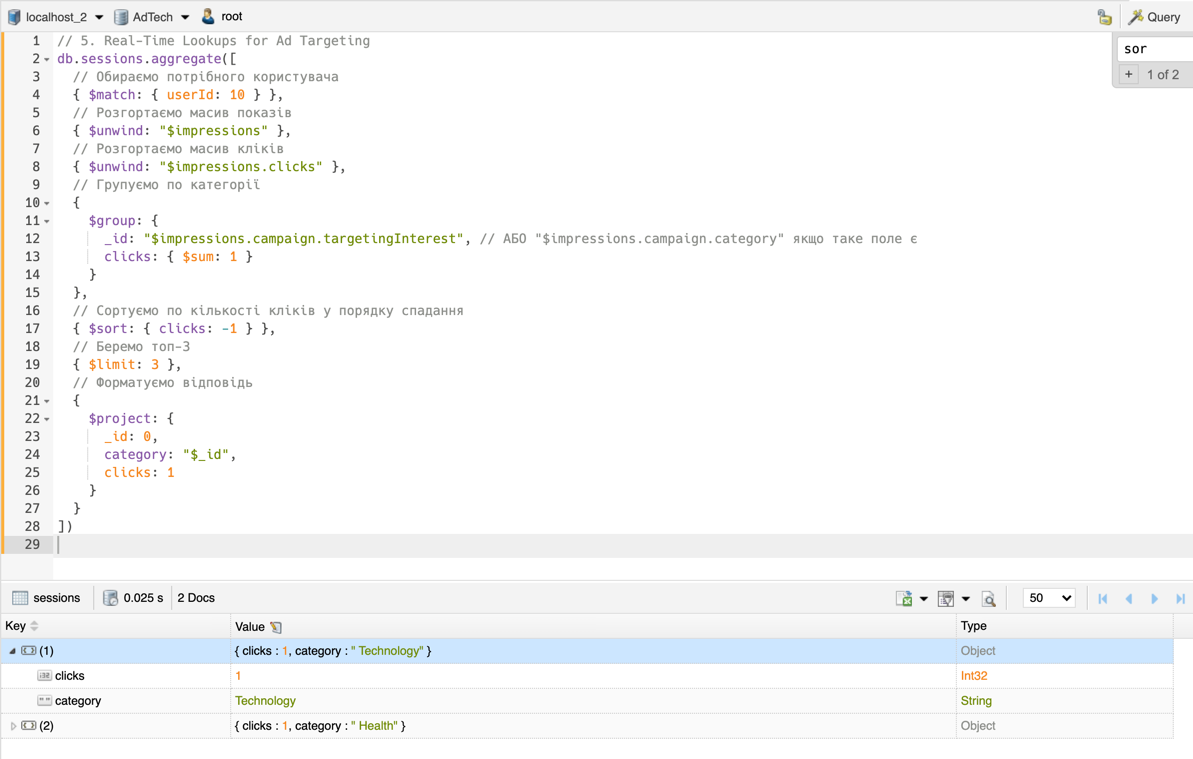 localhost_2 AdTech root Query
sor
1 of 2
1 // 5. Real-Time Lookups for Ad Targeting
2 db.sessions.aggregate([
3 // Обираємо потрібного користувача
4 { $match: { userId: 10 } },
5 // Розгортаємо масив показів
6 { $unwind: "$impressions" },
7 // Розгортаємо масив кліків
8 { $unwind: "$impressions.clicks" },
9 // Групуємо по категорії
10 {
11 $group: {
12 _id: "$impressions.campaign.targetingInterest", // АБО "$impressions.campaign.category" якщо таке поле є
13 clicks: { $sum: 1 }
14 }
15 },
16 // Сортуємо по кількості кліків у порядку спадання
17 { $sort: { clicks: -1 } },
18 // Беремо топ-3
19 { $limit: 3 },
20 // Форматуємо відповідь
21 {
22 $project: {
23 _id: 0,
24 category: "$_id",
25 clicks: 1
26 }
27 }
28 ])
29
sessions 0.025 s 2 Docs 50
Key Value Type
(1) { clicks : 1, category : " Technology" } Object
clicks 1 Int32
category Technology String
(2) { clicks : 1, category : " Health" } Object